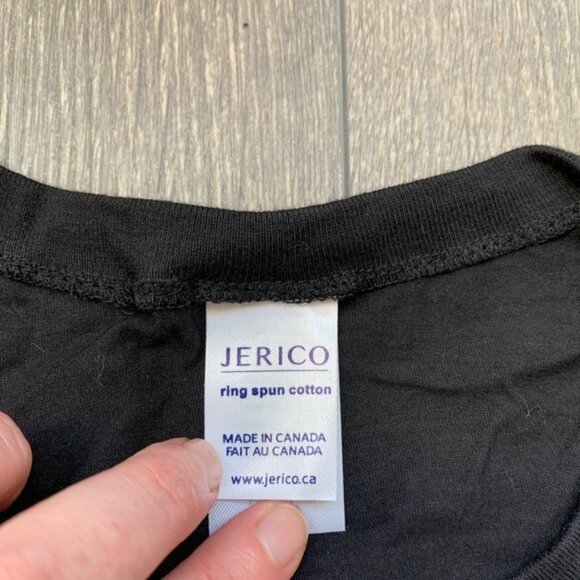 JERICO
ring spun cotton
MADE IN CANADA
FAIT AU CANADA
www.jerico.ca